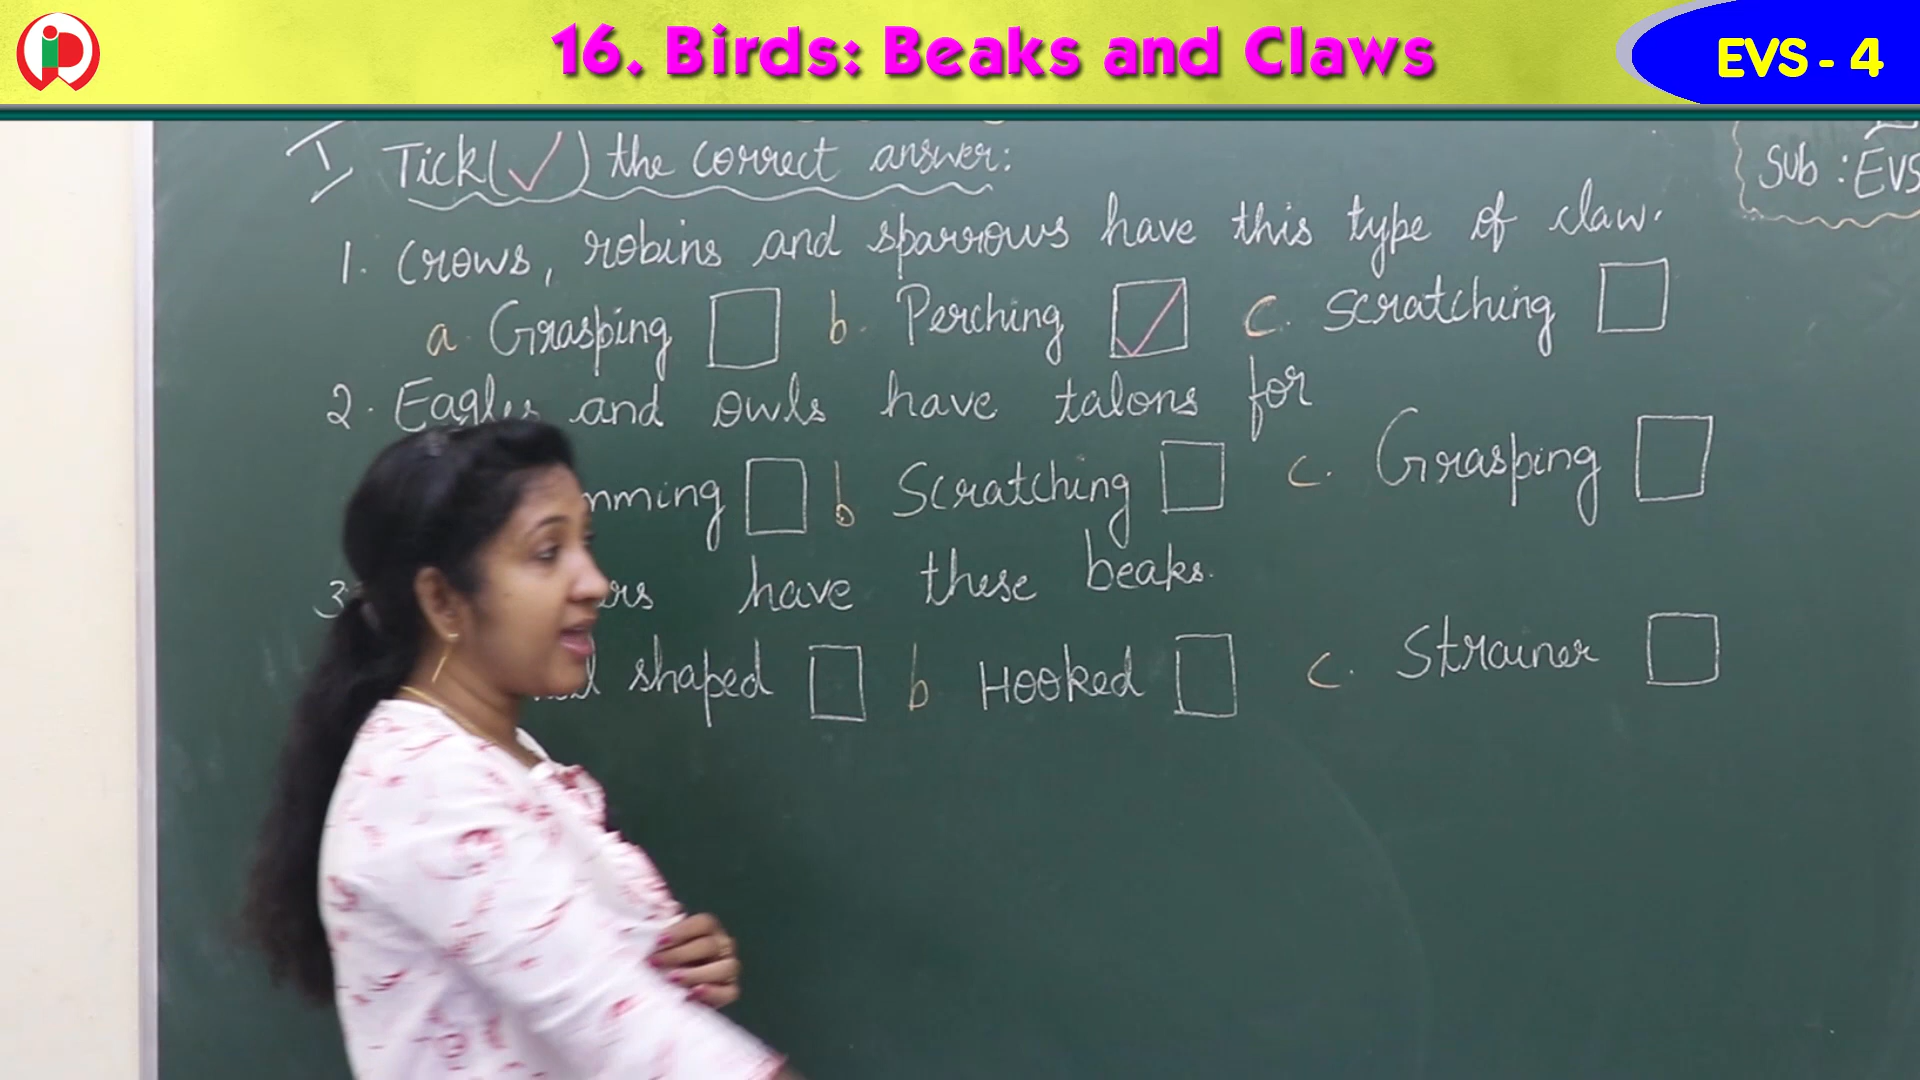 16. Birds: Beaks and Claws
EVS - 4
I Tick(✓) the correct answer:
Sub : EVS
1. Crows, robins and sparrows have this type of claw.
a. Grasping b. Perching ✓ c. Scratching
2. Eagles and owls have talons for
mming b Scratching c. Grasping
3 have these beaks.
shaped b Hooked c. Strainer